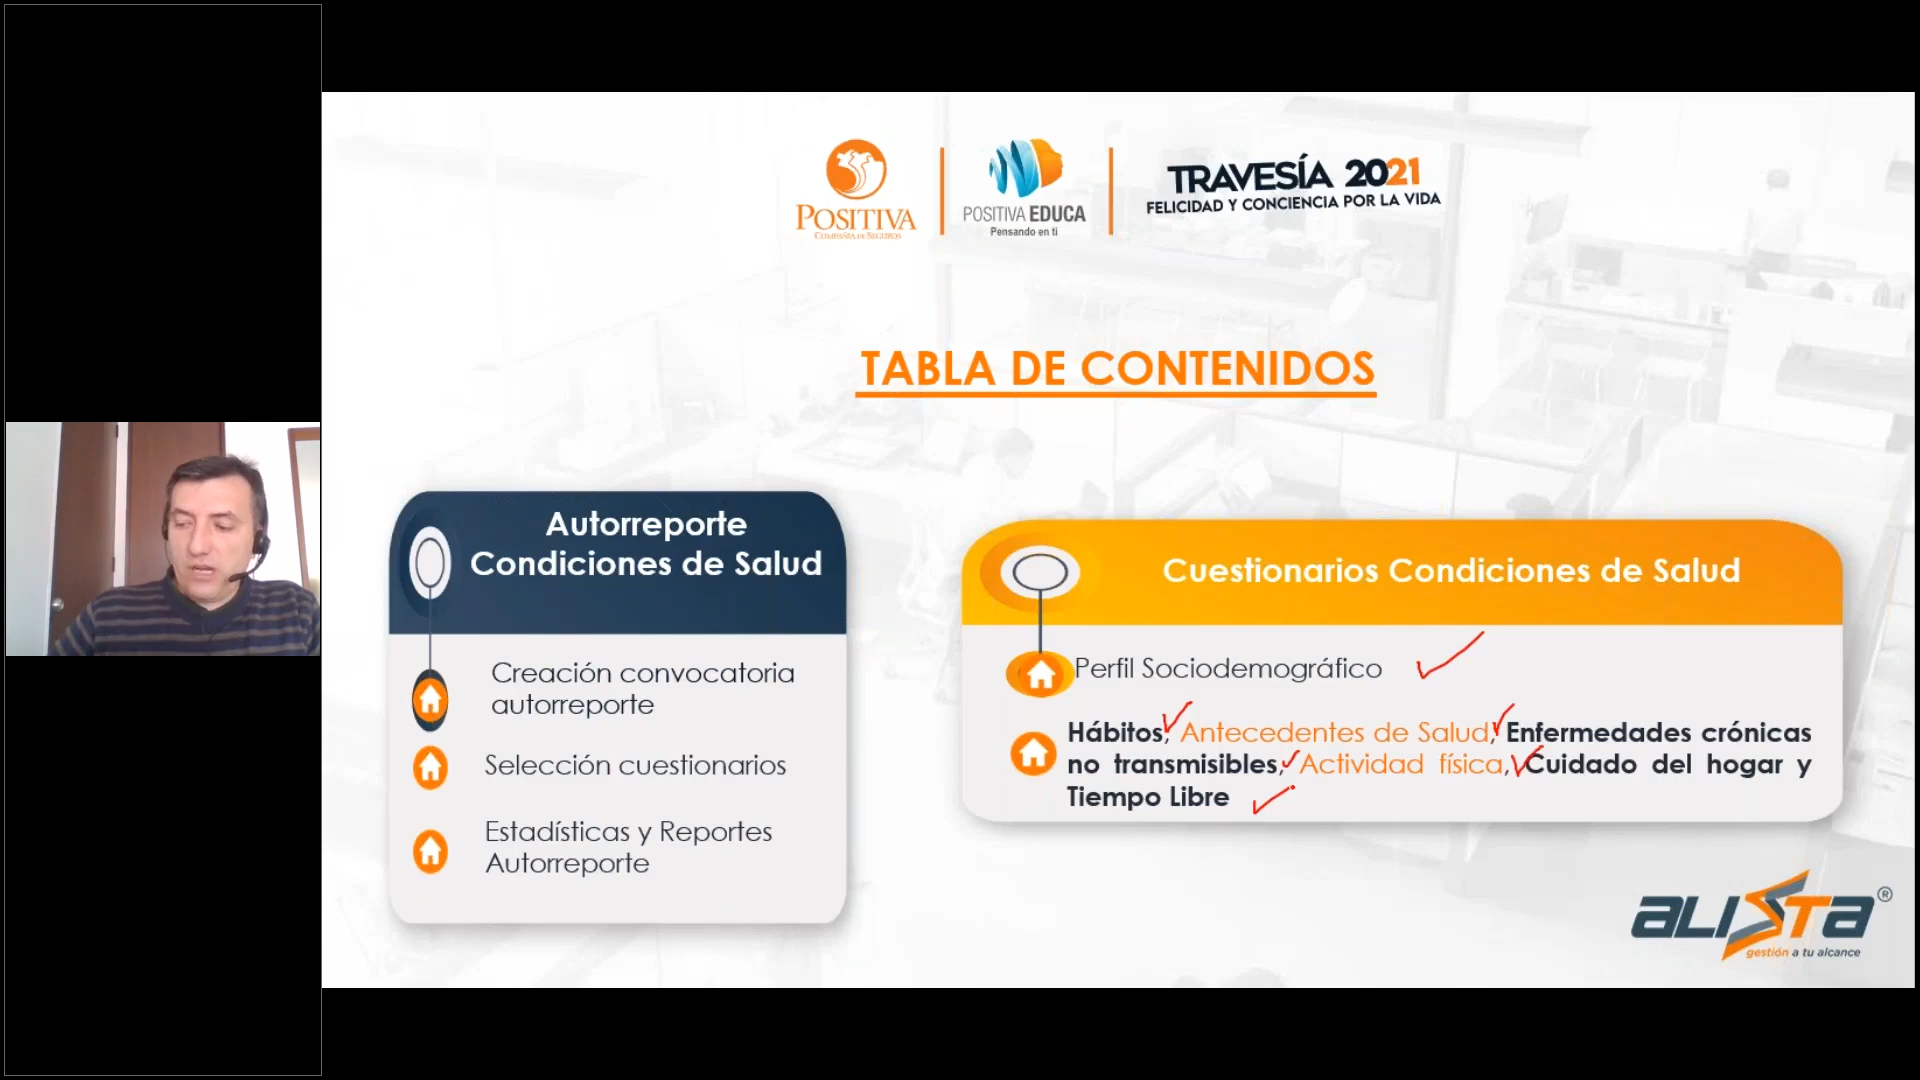 POSITIVA
COMPAÑÍA DE SEGUROS
POSITIVA EDUCA
Pensando en ti
TRAVESÍA 2021
FELICIDAD Y CONCIENCIA POR LA VIDA
TABLA DE CONTENIDOS
Autorreporte
Condiciones de Salud
Creación convocatoria
autorreporte
Selección cuestionarios
Estadísticas y Reportes
Autorreporte
Cuestionarios Condiciones de Salud
Perfil Sociodemográfico
Hábitos, Antecedentes de Salud, Enfermedades crónicas
no transmisibles, Actividad física, Cuidado del hogar y
Tiempo Libre
ALISTA®
gestión a tu alcance